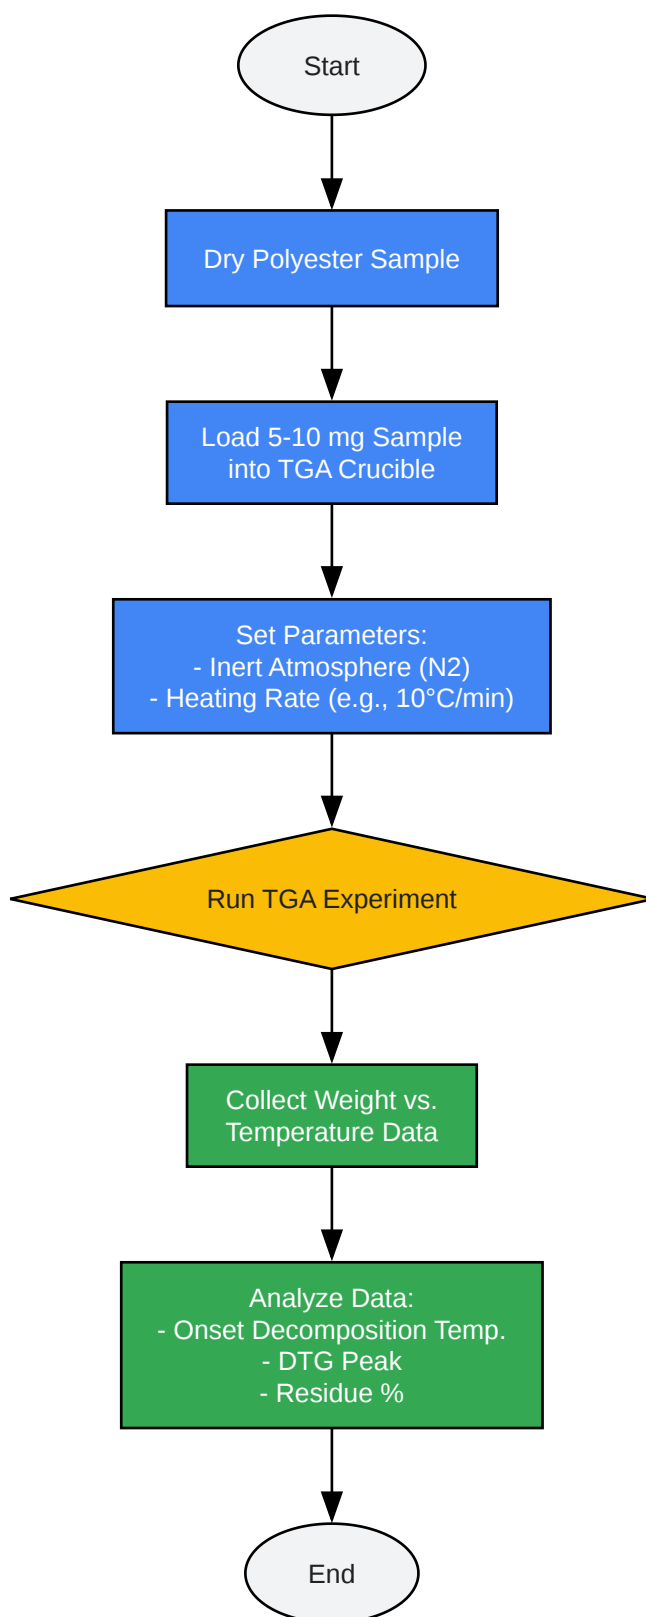 Start
Dry Polyester Sample
Load 5-10 mg Sample
into TGA Crucible
Set Parameters:
- Inert Atmosphere (N2)
- Heating Rate (e.g., 10°C/min)
Run TGA Experiment
Collect Weight vs.
Temperature Data
Analyze Data:
- Onset Decomposition Temp.
- DTG Peak
- Residue %
End